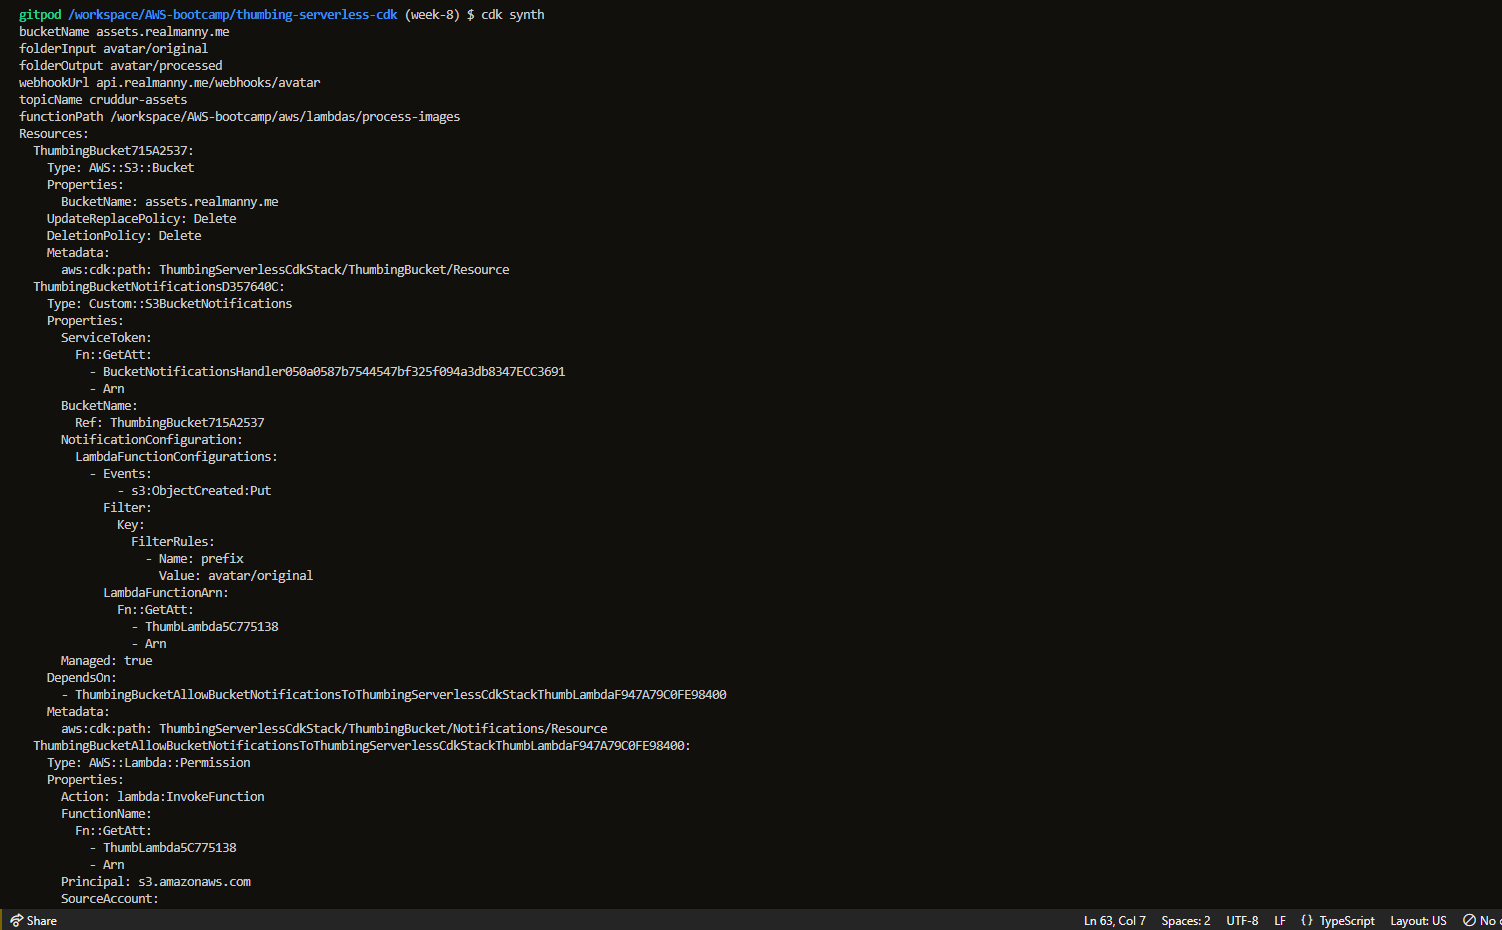 gitpod /workspace/AWS-bootcamp/thumbing-serverless-cdk (week-8) $ cdk synth
bucketName assets.realmanny.me
folderInput avatar/original
folderOutput avatar/processed
webhookUrl api.realmanny.me/webhooks/avatar
topicName cruddur-assets
functionPath /workspace/AWS-bootcamp/aws/lambdas/process-images
Resources:
  ThumbingBucket715A2537:
    Type: AWS::S3::Bucket
    Properties:
      BucketName: assets.realmanny.me
    UpdateReplacePolicy: Delete
    DeletionPolicy: Delete
    Metadata:
      aws:cdk:path: ThumbingServerlessCdkStack/ThumbingBucket/Resource
  ThumbingBucketNotificationsD357640C:
    Type: Custom::S3BucketNotifications
    Properties:
      ServiceToken:
        Fn::GetAtt:
          - BucketNotificationsHandler050a0587b7544547bf325f094a3db8347ECC3691
          - Arn
      BucketName:
        Ref: ThumbingBucket715A2537
      NotificationConfiguration:
        LambdaFunctionConfigurations:
          - Events:
              - s3:ObjectCreated:Put
            Filter:
              Key:
                FilterRules:
                  - Name: prefix
                    Value: avatar/original
            LambdaFunctionArn:
              Fn::GetAtt:
                - ThumbLambda5C775138
                - Arn
      Managed: true
    DependsOn:
      - ThumbingBucketAllowBucketNotificationsToThumbingServerlessCdkStackThumbLambdaF947A79C0FE98400
    Metadata:
      aws:cdk:path: ThumbingServerlessCdkStack/ThumbingBucket/Notifications/Resource
  ThumbingBucketAllowBucketNotificationsToThumbingServerlessCdkStackThumbLambdaF947A79C0FE98400:
    Type: AWS::Lambda::Permission
    Properties:
      Action: lambda:InvokeFunction
      FunctionName:
        Fn::GetAtt:
          - ThumbLambda5C775138
          - Arn
      Principal: s3.amazonaws.com
      SourceAccount:
Share Ln 63, Col 7 Spaces: 2 UTF-8 LF {} TypeScript Layout: US No